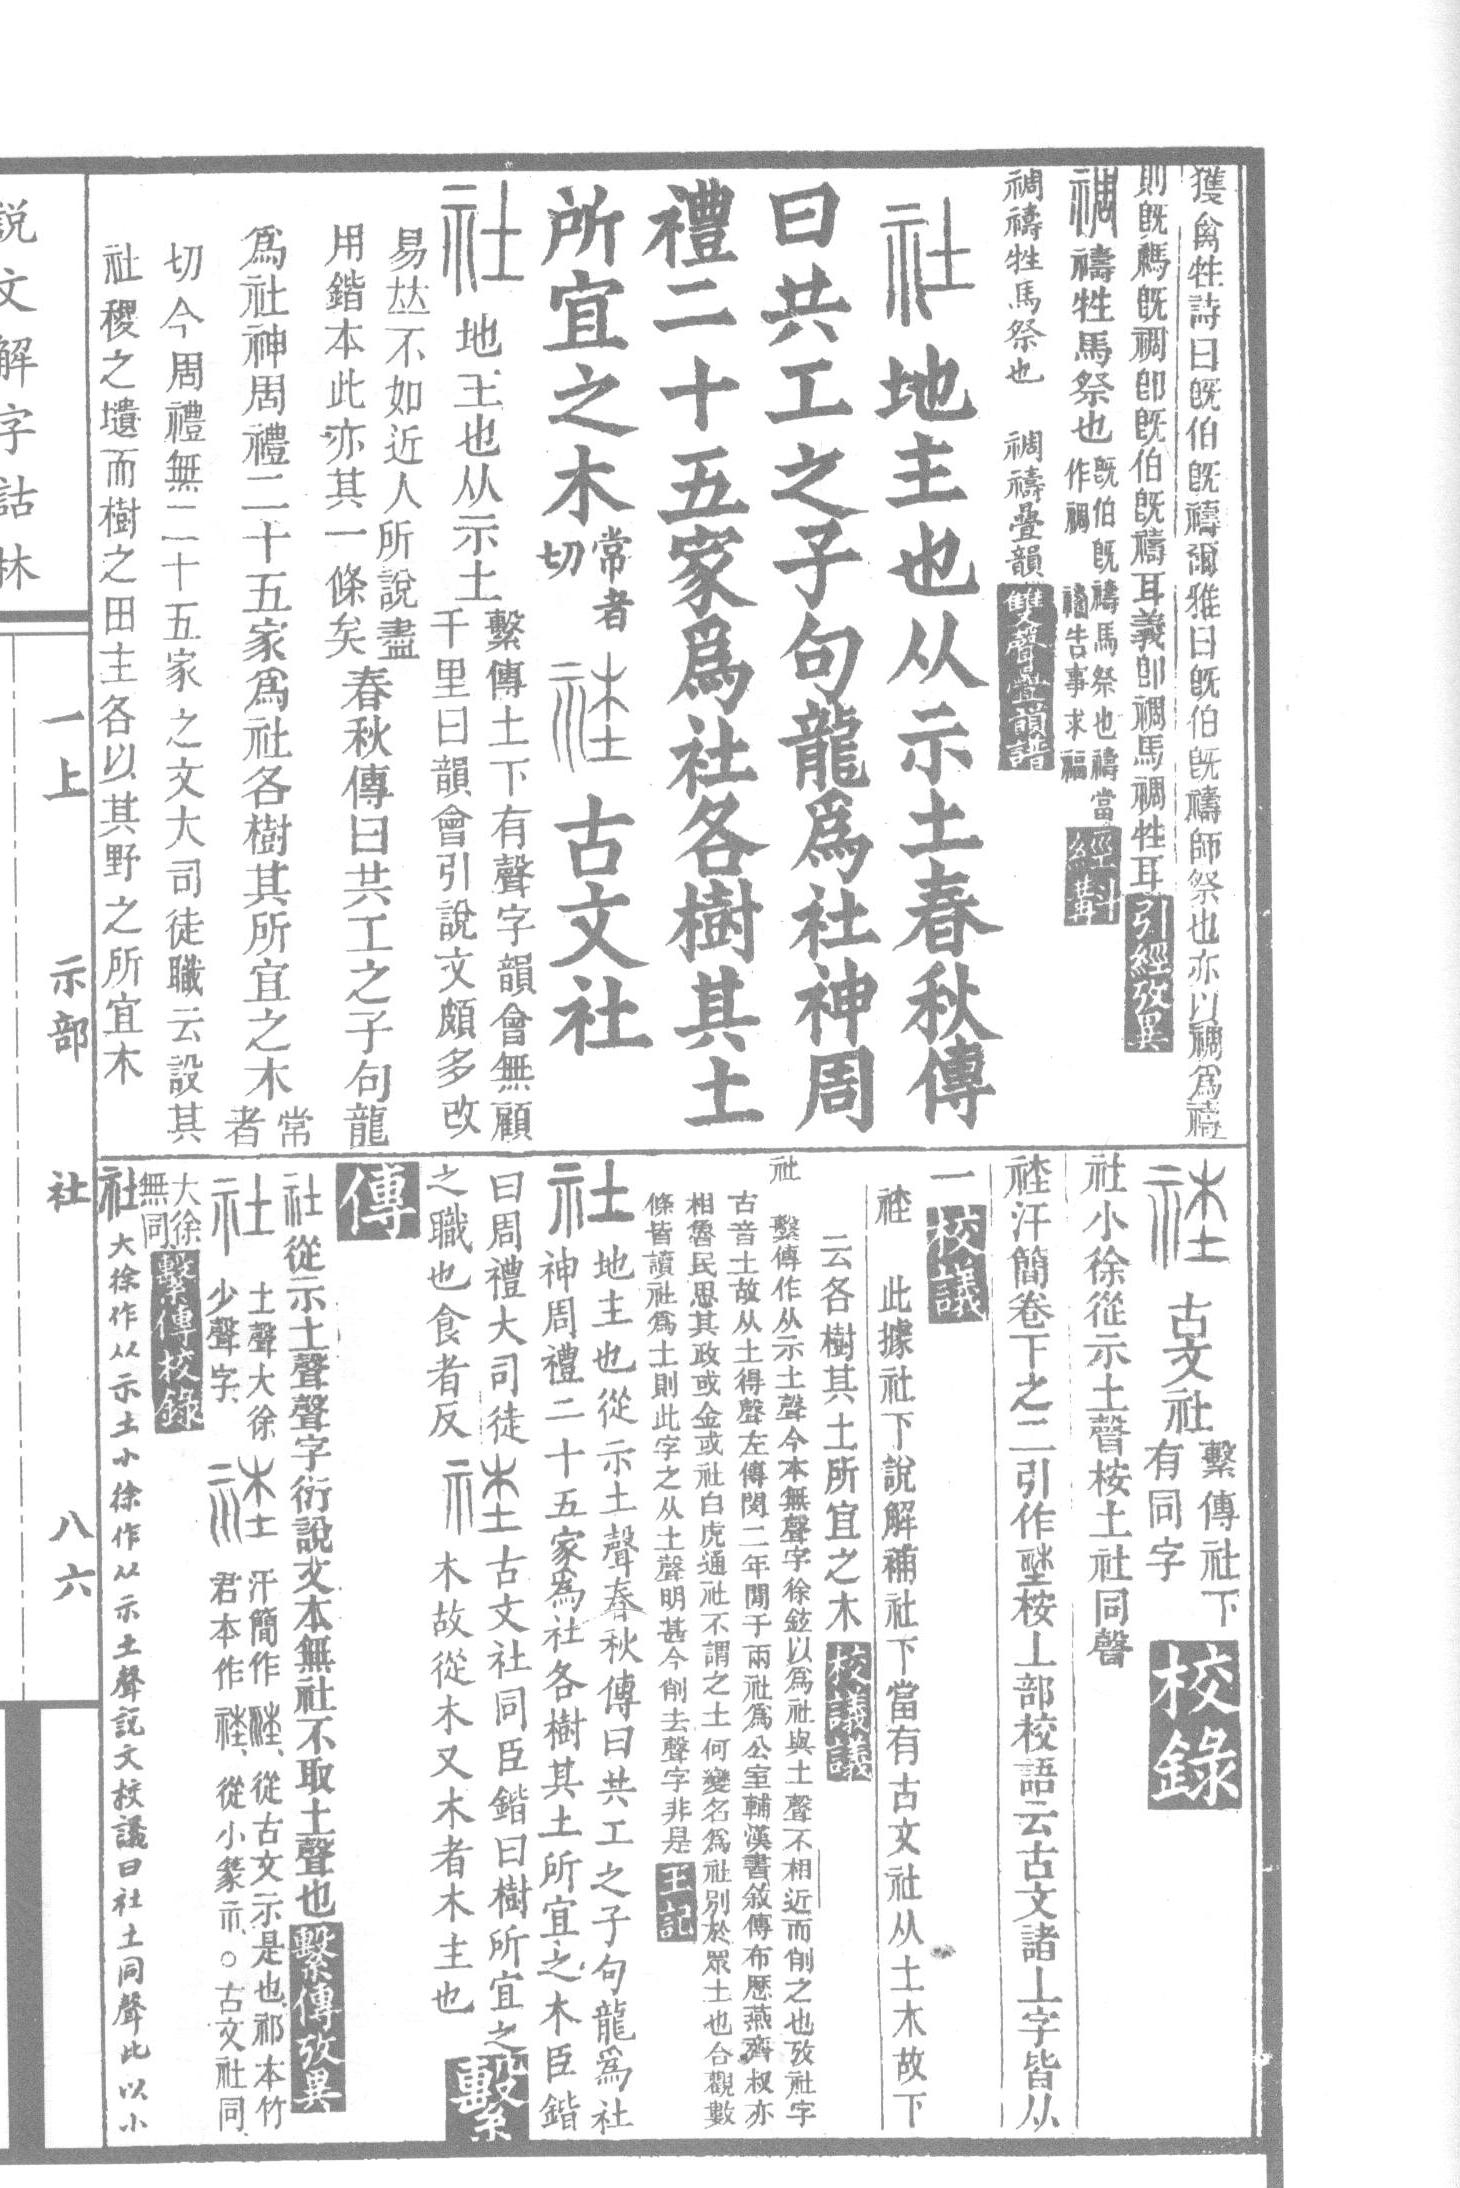 獲禽牲詩曰既伯既禱爾雅曰既伯既禱師祭也亦以禂爲禱
則既禡既禂卽既伯既禱耳義卽禂馬禂牲耳引經攷異
禂禱牲馬祭也既伯既禱馬祭也禱當作禂禱告事求福經斠
禂禱牲馬祭也 禂禱疊韻雙聲疊韻譜
社地主也从示土春秋傳
曰共工之子句龍爲社神周
禮二十五家爲社各樹其土
所宜之木常者切 𥙭古文社
社地主也从示土繫傳土下有聲字韻會無顧千里曰韻會引說文頗多改
易𠀤不如近人所說盡
用鍇本此亦其一條矣春秋傳曰共工之子句龍
爲社神周禮二十五家爲社各樹其所宜之木常者
切今周禮無二十五家之文大司徒職云設其
社稷之壝而樹之田主各以其野之所宜木
𥙭古文社繫傳社下有同字校錄
社小徐從示土聲桉土社同聲
𥙭汗簡卷下之二引作𡐨桉丄部校語云古文諸丄字皆从
一校議
𥙭 此據社下說解補社下當有古文社从土木故下
云各樹其土所宜之木校議議
社 繫傳作从示土聲今本無聲字徐鉉以爲社與土聲不相近而削之也攷社字
古音土故从土得聲左傳閔二年閒于兩社爲公室輔漢書敘傳布歷燕齊叔亦
相魯民思其政或金或社白虎通社不謂之土何變名爲社别於眾土也合觀數
條皆讀社爲土則此字之从土聲明甚今削去聲字非是王記
社地主也從示土聲春秋傳曰共工之子句龍爲社
神周禮二十五家爲社各樹其土所宜之木臣鍇
曰周禮大司徒𥙭古文社同臣鍇曰樹所宜之
之職也食者反 木故從木又木者木主也繫
傳
社從示土聲聲字衍說文本無社不取土聲也繫傳攷異
社土聲大徐少聲字𥙭汗簡作𥙭從古文示是也祁本竹君本作𥙭從小篆示○古文社同
大徐無同繫傳校錄
社大徐作从示土小徐作从示土聲說文校議曰社土同聲此以小
說文解字詁林
一上 示部 社 八六